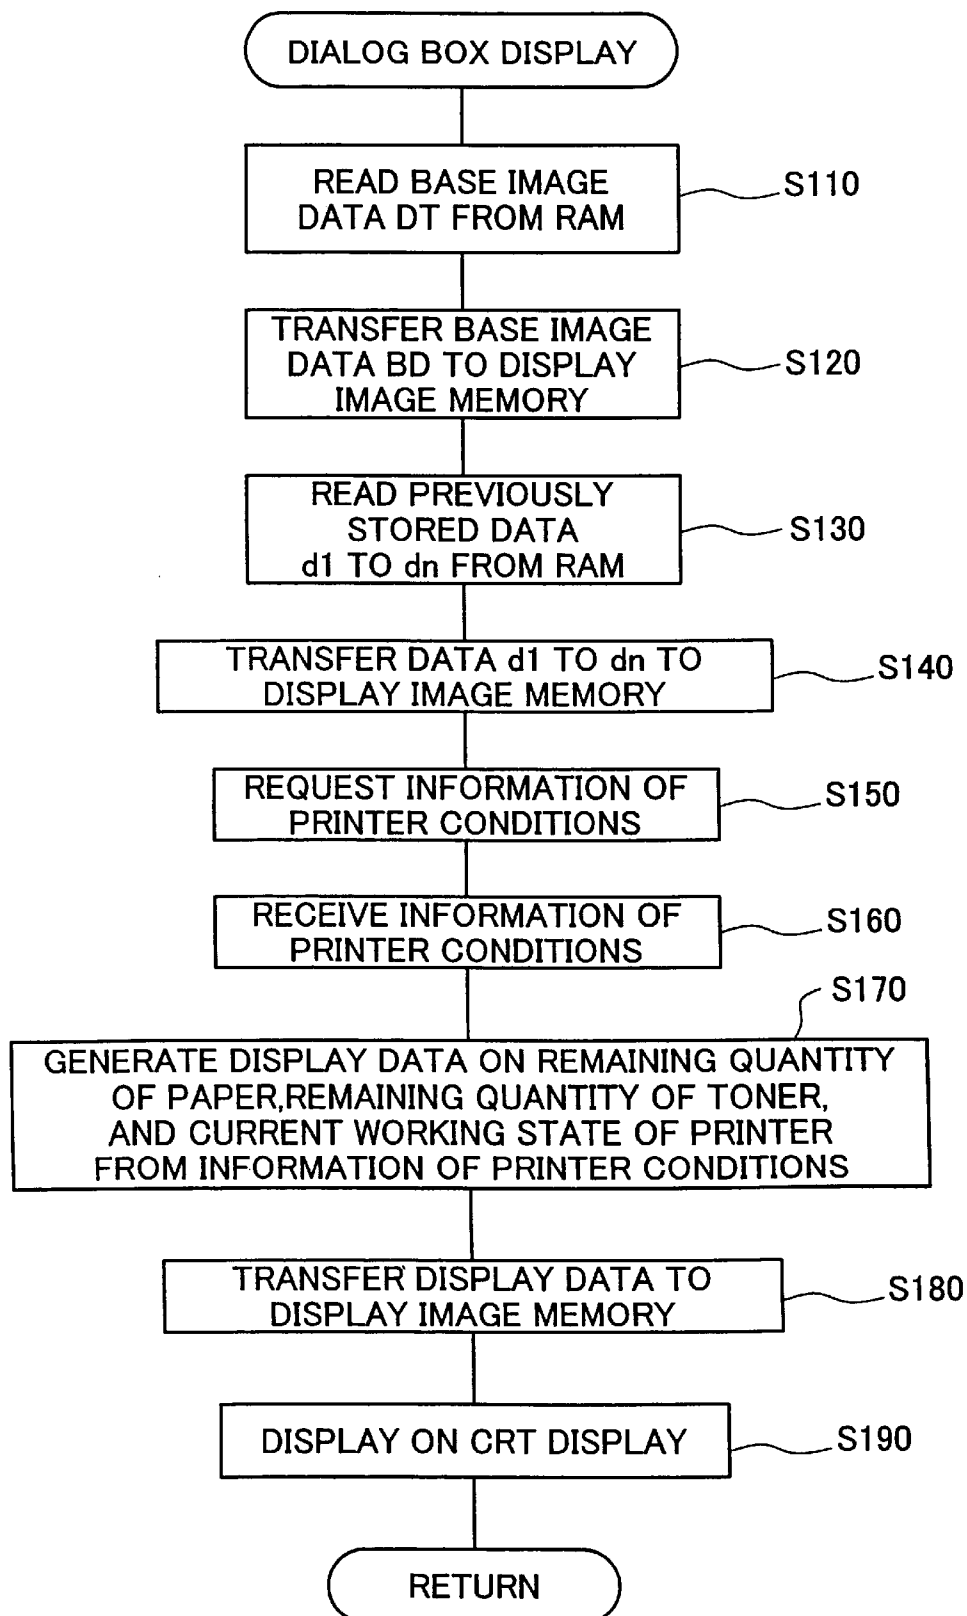 DIALOG BOX DISPLAY
READ BASE IMAGE
DATA DT FROM RAM
S110
TRANSFER BASE IMAGE
DATA BD TO DISPLAY
IMAGE MEMORY
S120
READ PREVIOUSLY
STORED DATA
d1 TO dn FROM RAM
S130
TRANSFER DATA d1 TO dn TO
DISPLAY IMAGE MEMORY
S140
REQUEST INFORMATION OF
PRINTER CONDITIONS
S150
RECEIVE INFORMATION OF
PRINTER CONDITIONS
S160
S170
GENERATE DISPLAY DATA ON REMAINING QUANTITY
OF PAPER,REMAINING QUANTITY OF TONER,
AND CURRENT WORKING STATE OF PRINTER
FROM INFORMATION OF PRINTER CONDITIONS
TRANSFER DISPLAY DATA TO
DISPLAY IMAGE MEMORY
S180
DISPLAY ON CRT DISPLAY
S190
RETURN